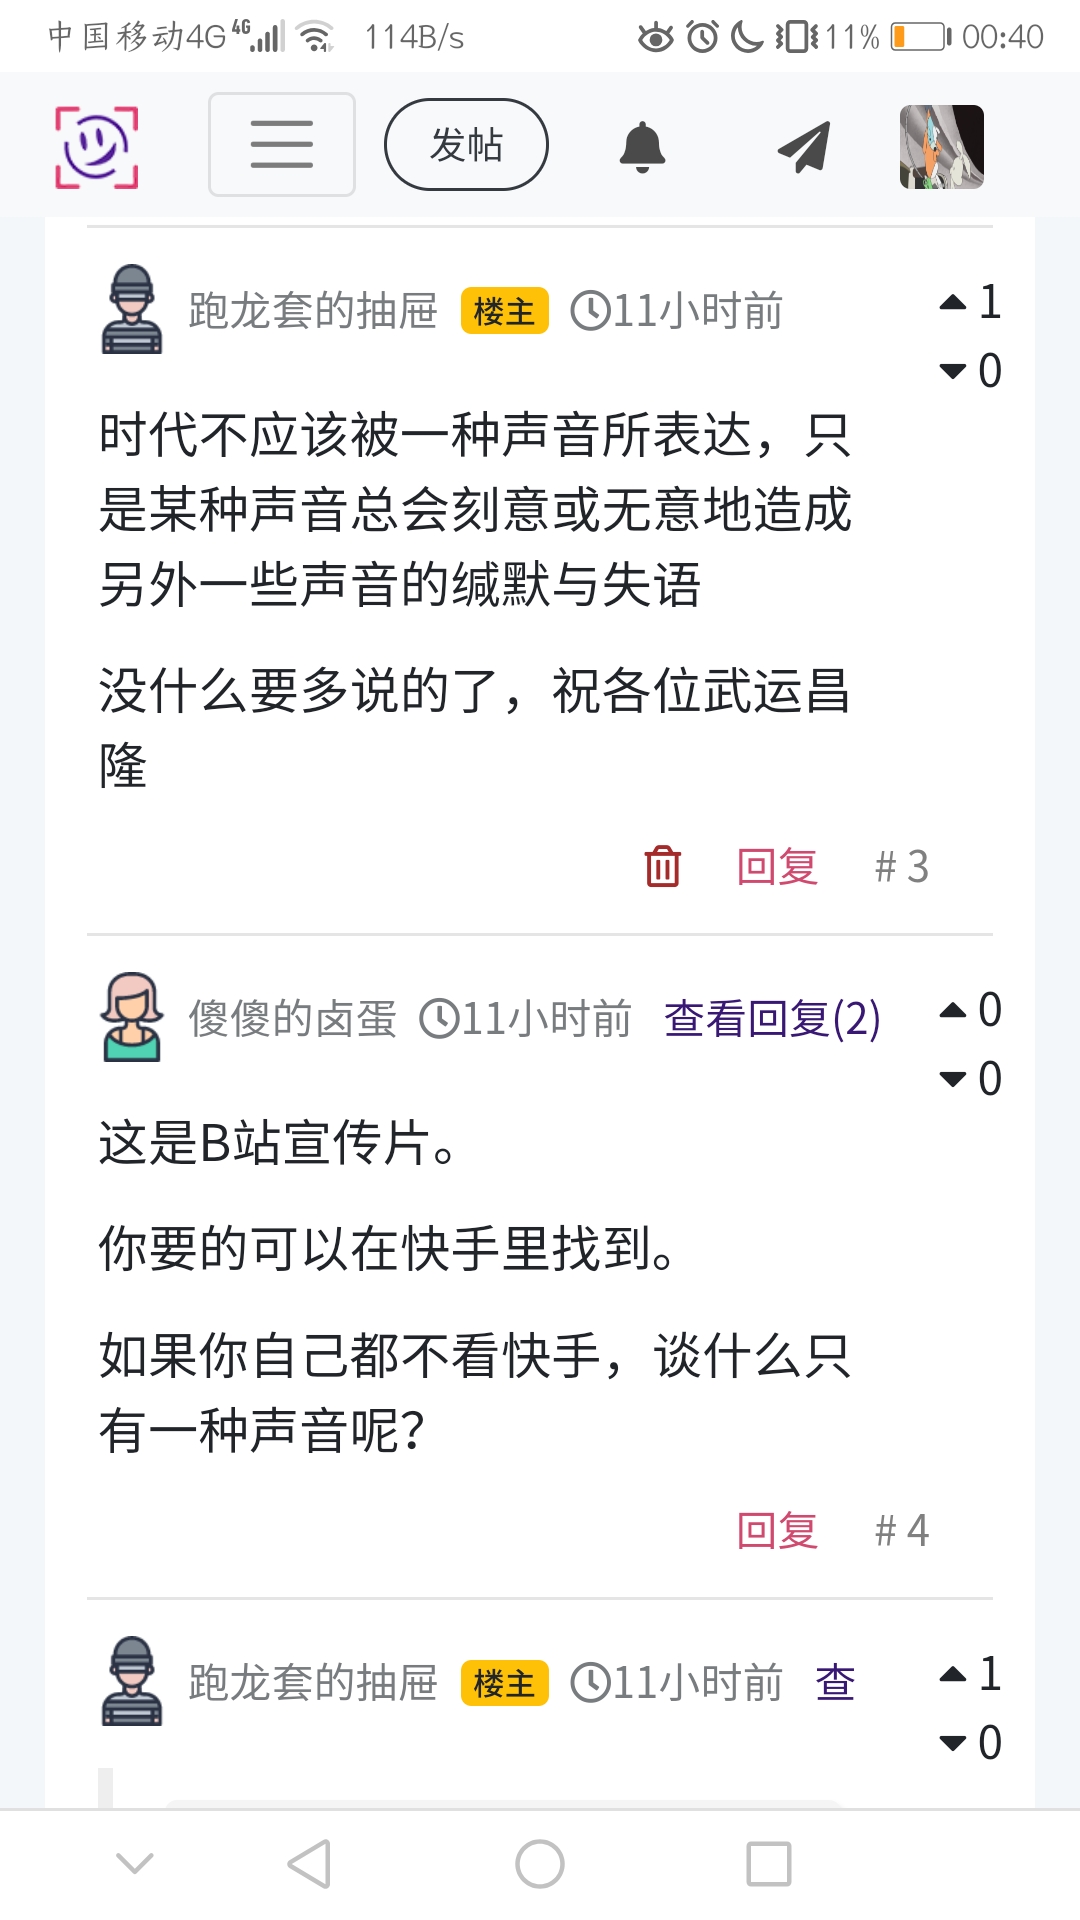 中国移动4G 4G 114B/s 11% 00:40
发帖
跑龙套的抽屉 楼主 11小时前 1
0
时代不应该被一种声音所表达，只
是某种声音总会刻意或无意地造成
另外一些声音的缄默与失语
没什么要多说的了，祝各位武运昌
隆
回复 # 3
傻傻的卤蛋 11小时前 查看回复(2) 0
0
这是B站宣传片。
你要的可以在快手里找到。
如果你自己都不看快手，谈什么只
有一种声音呢？
回复 # 4
跑龙套的抽屉 楼主 11小时前 查 1
0